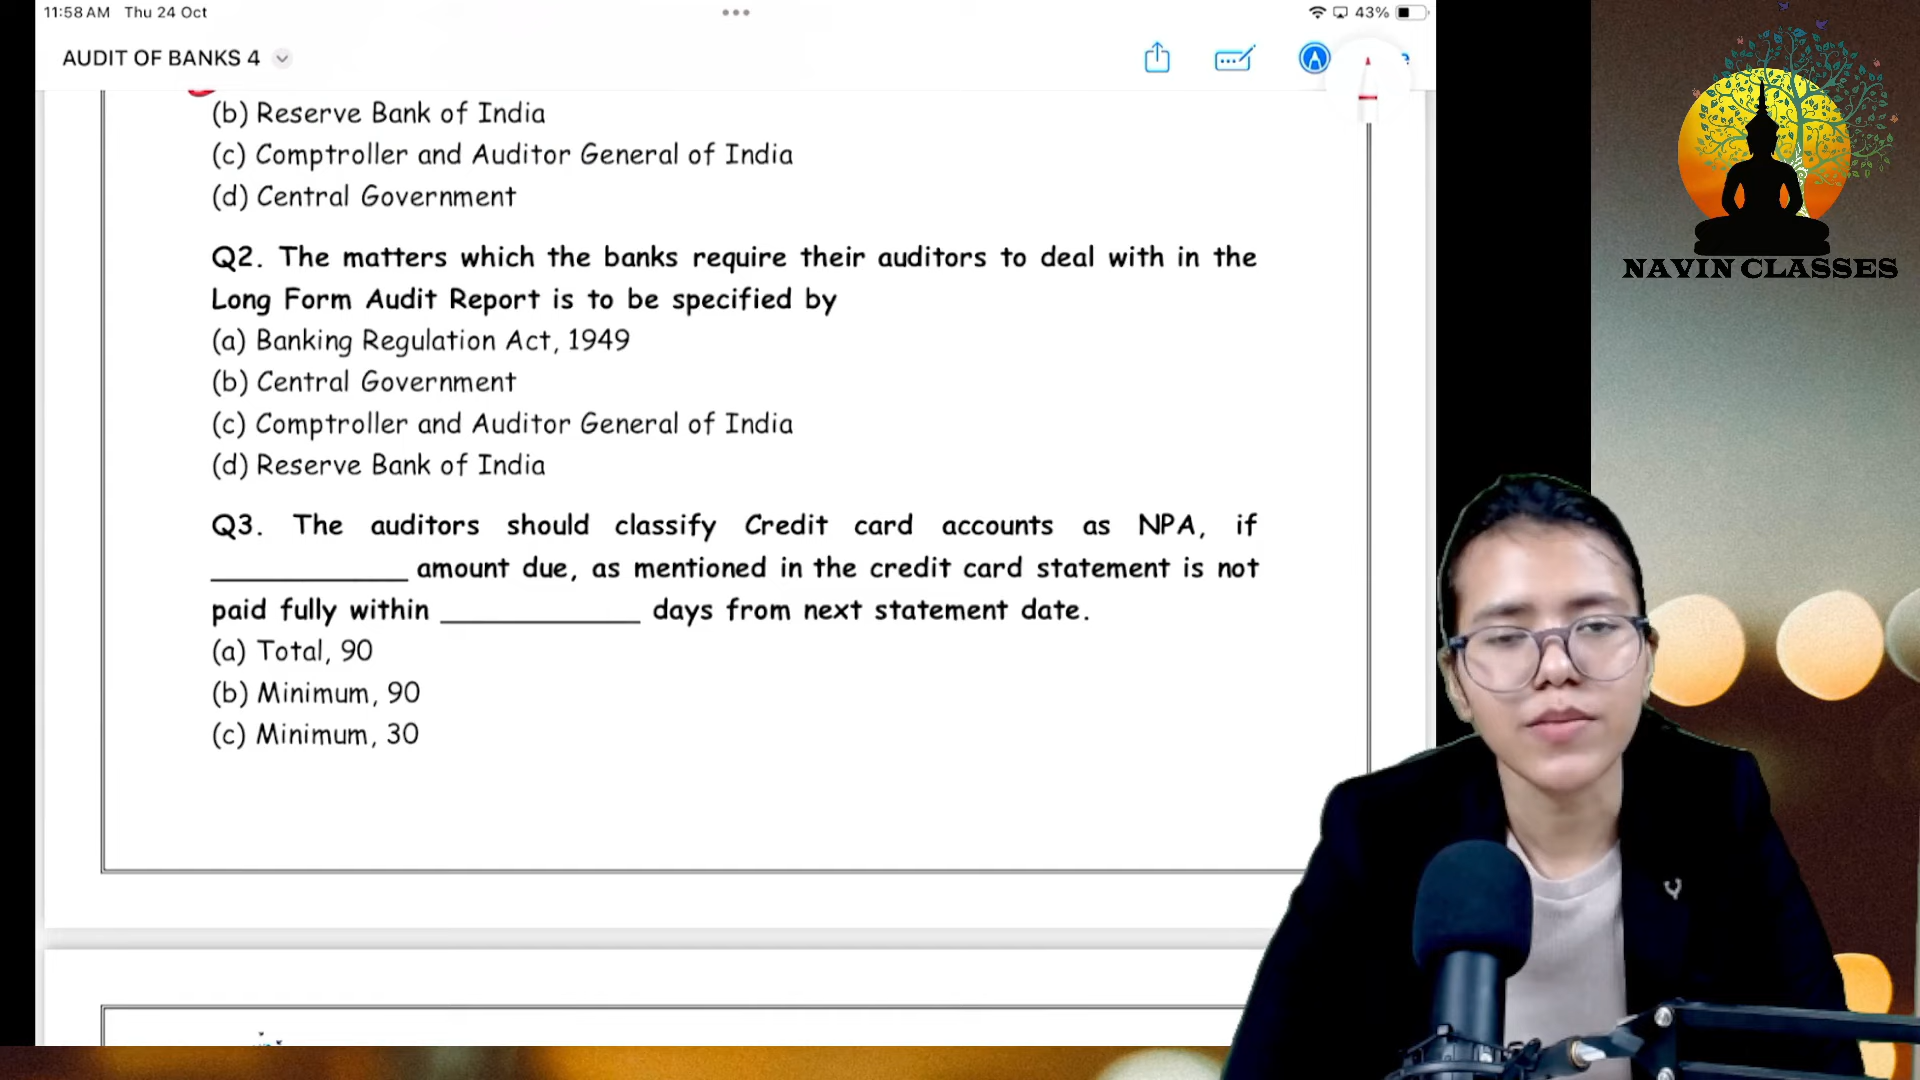 11:58 AM Thu 24 Oct
43%
AUDIT OF BANKS 4
(b) Reserve Bank of India
(c) Comptroller and Auditor General of India
(d) Central Government
Q2. The matters which the banks require their auditors to deal with in the
Long Form Audit Report is to be specified by
(a) Banking Regulation Act, 1949
(b) Central Government
(c) Comptroller and Auditor General of India
(d) Reserve Bank of India
Q3. The auditors should classify Credit card accounts as NPA, if
____________ amount due, as mentioned in the credit card statement is not
paid fully within ____________ days from next statement date.
(a) Total, 90
(b) Minimum, 90
(c) Minimum, 30
NAVIN CLASSES